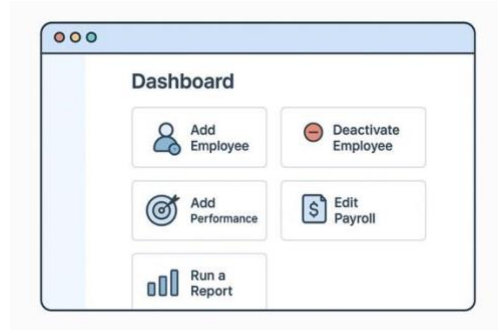 Dashboard
Add
Employee
Deactivate
Employee
Add
Performance
$ Edit
Payroll
Run a
Report